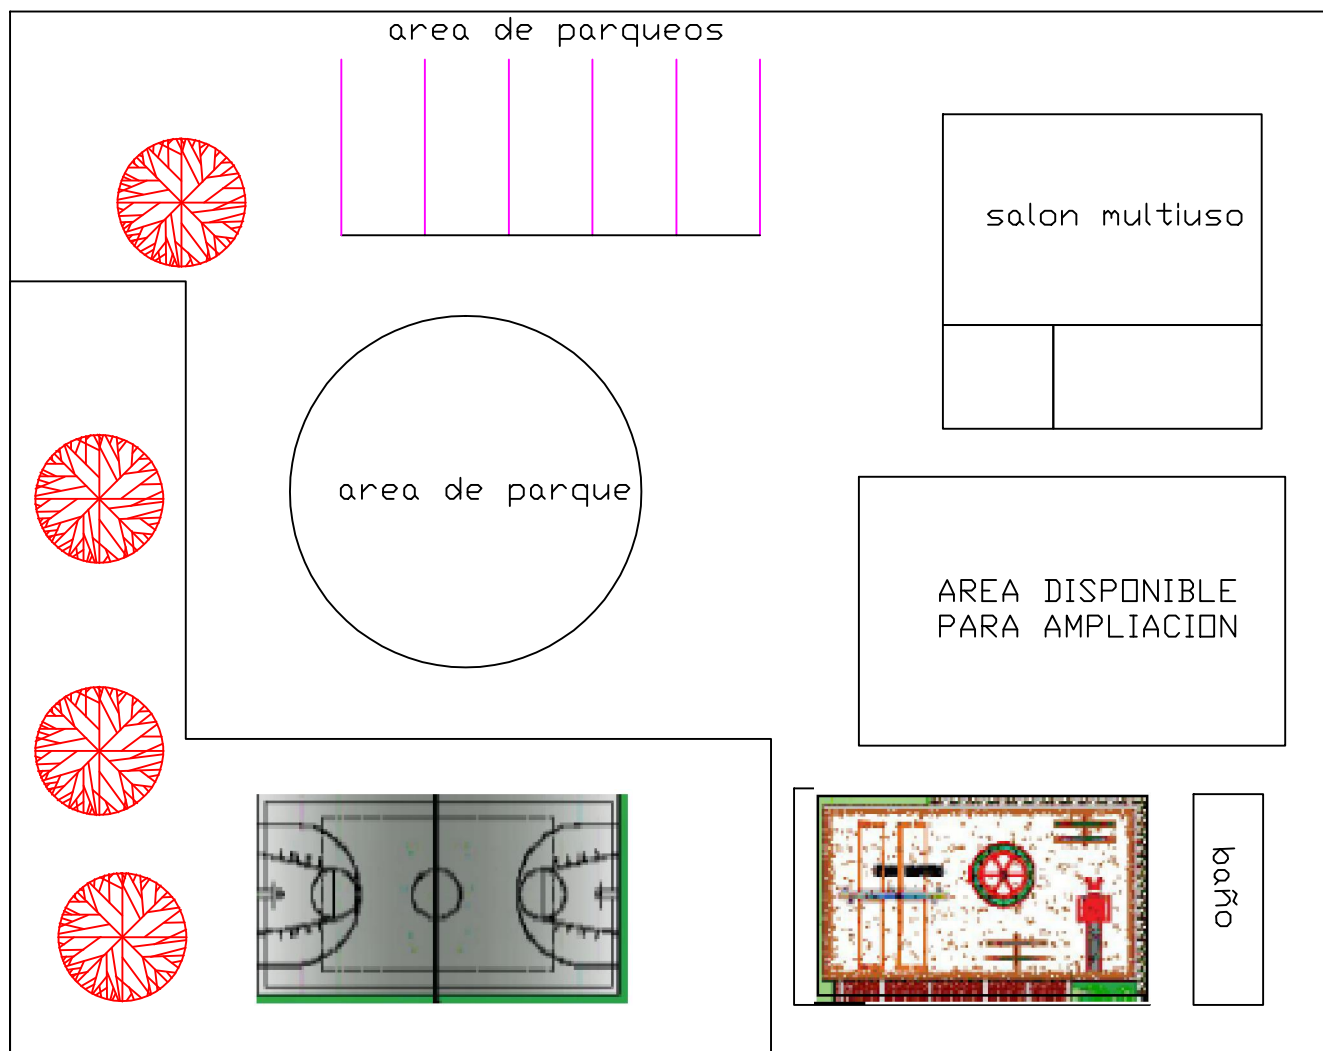 area de parqueos
salon multiuso
area de parque
AREA DISPONIBLE
PARA AMPLIACION
baño